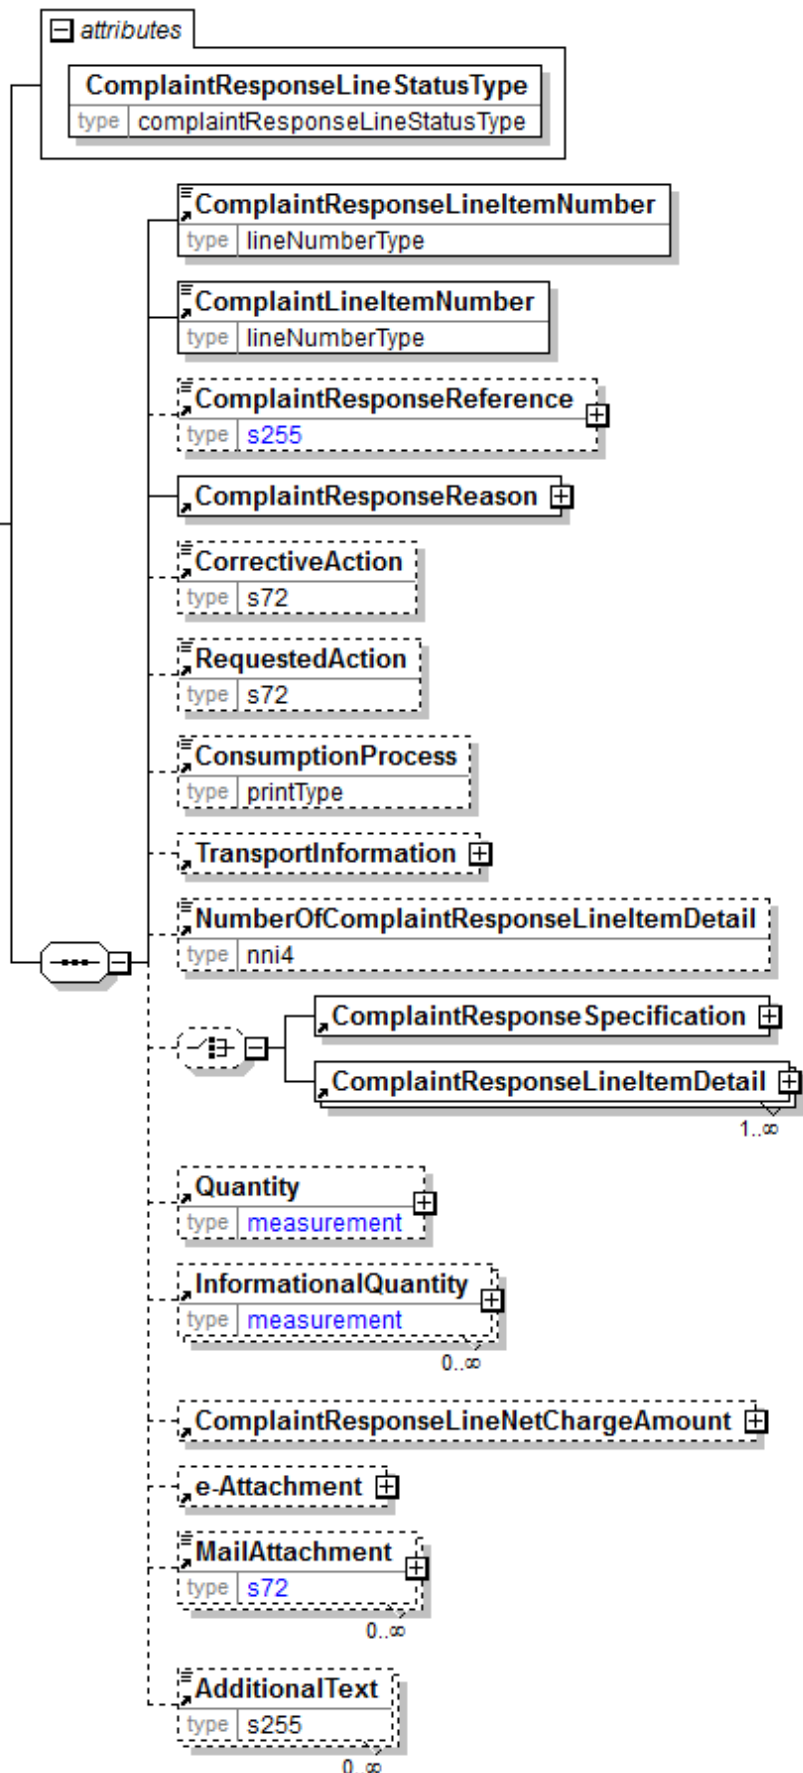 attributes
ComplaintResponseLineStatusType
type complaintResponseLineStatusType
ComplaintResponseLineItemNumber
type lineNumberType
ComplaintLineItemNumber
type lineNumberType
ComplaintResponseReference
type s255
ComplaintResponseReason
CorrectiveAction
type s72
RequestedAction
type s72
ConsumptionProcess
type printType
TransportInformation
NumberOfComplaintResponseLineItemDetail
type nni4
ComplaintResponseSpecification
ComplaintResponseLineItemDetail
1..∞
Quantity
type measurement
InformationalQuantity
type measurement
0..∞
ComplaintResponseLineNetChargeAmount
e-Attachment
MailAttachment
type s72
0..∞
AdditionalText
type s255
0..∞